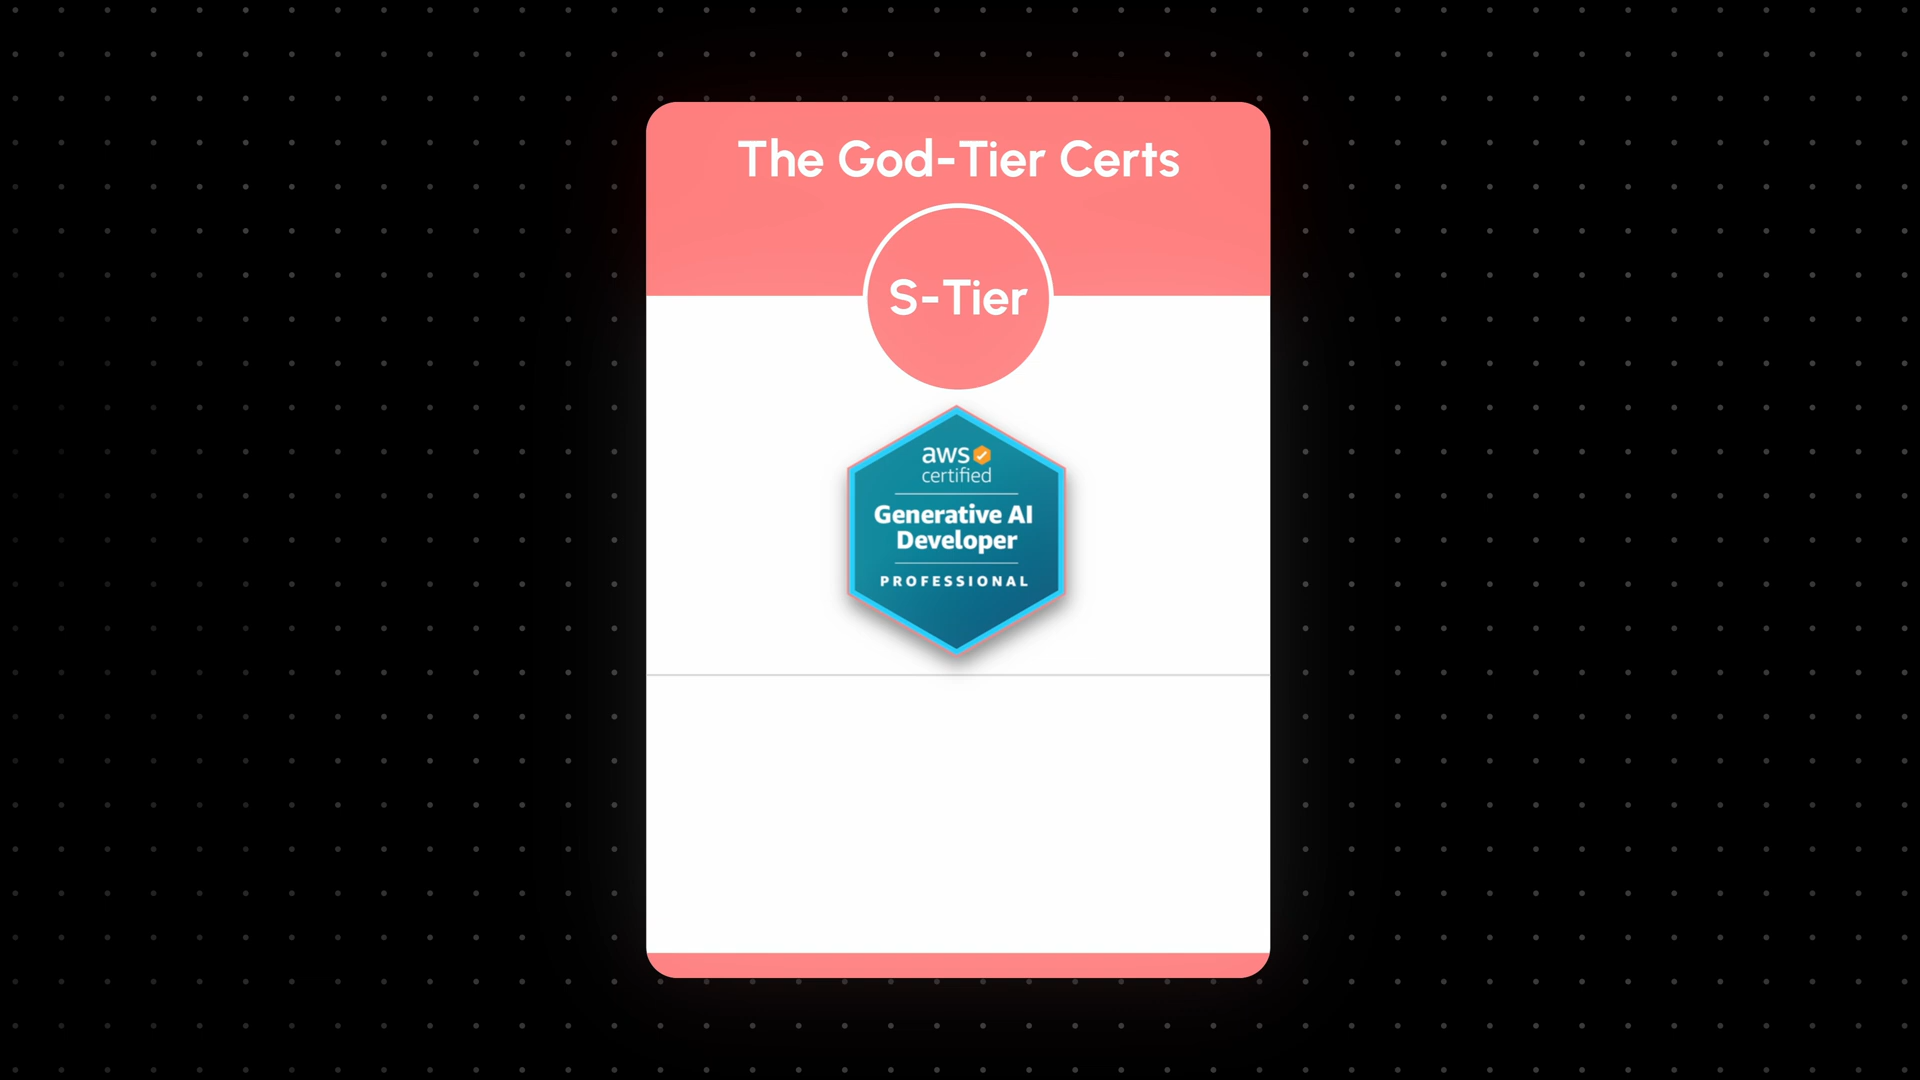 The God-Tier Certs
S-Tier
aws
certified
Generative AI
Developer
PROFESSIONAL